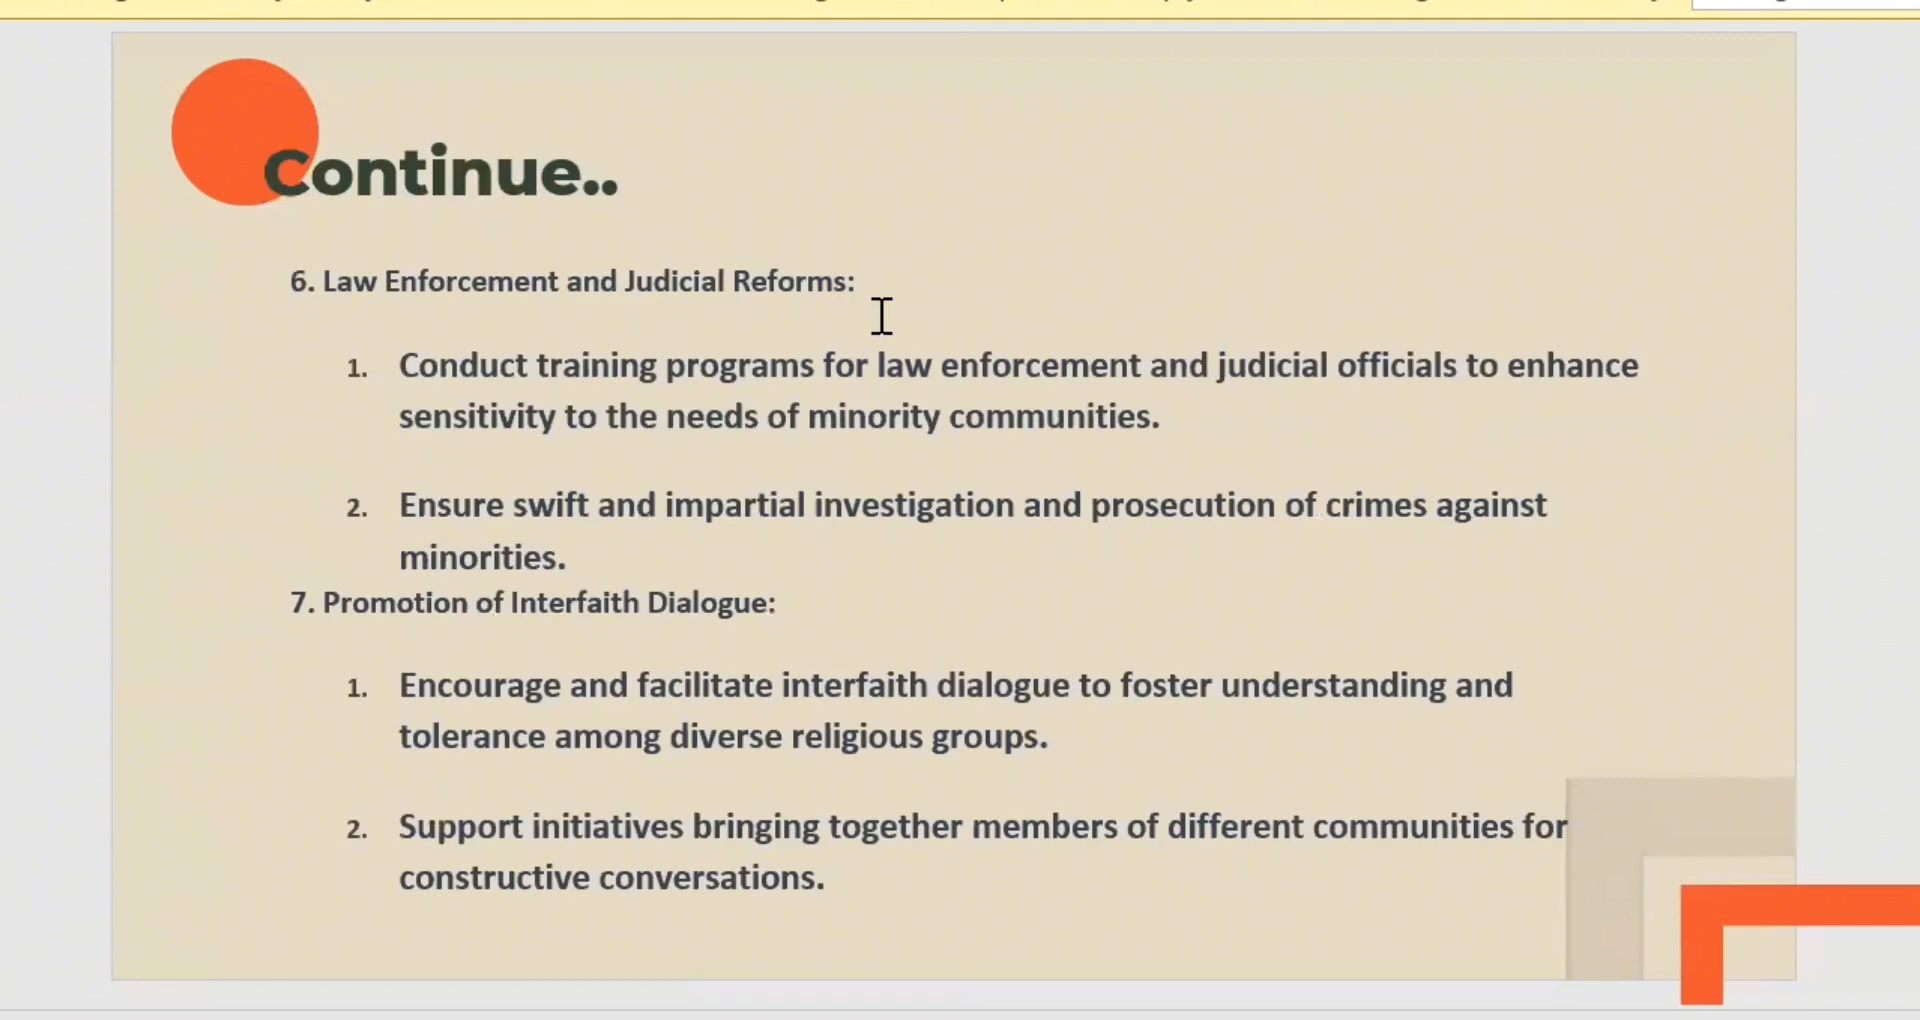 Continue..
6. Law Enforcement and Judicial Reforms:
1. Conduct training programs for law enforcement and judicial officials to enhance
sensitivity to the needs of minority communities.
2. Ensure swift and impartial investigation and prosecution of crimes against
minorities.
7. Promotion of Interfaith Dialogue:
1. Encourage and facilitate interfaith dialogue to foster understanding and
tolerance among diverse religious groups.
2. Support initiatives bringing together members of different communities for
constructive conversations.